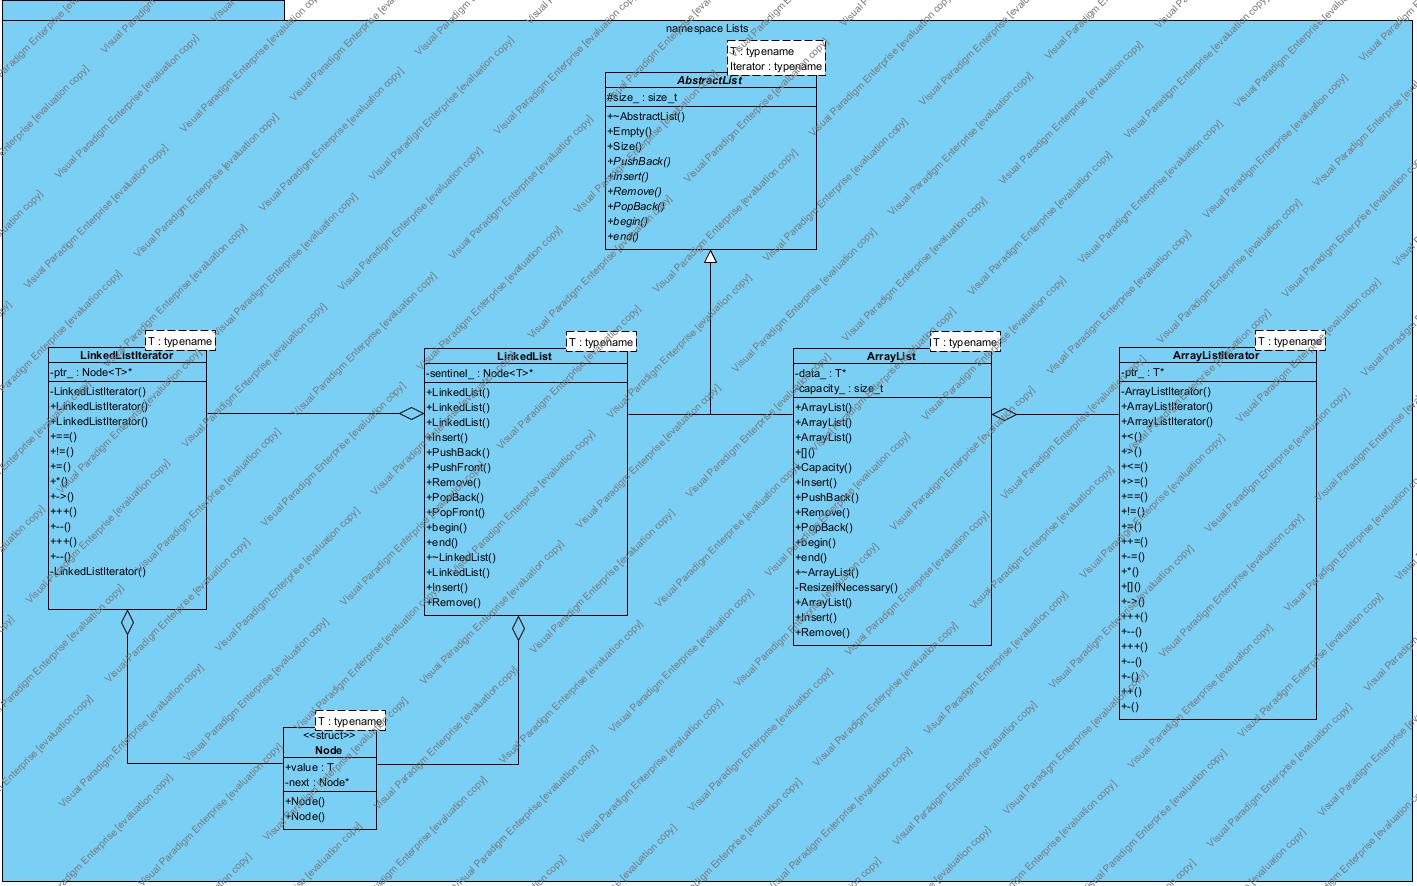 namespace Lists
T : typename
Iterator : typename
AbstractList
#size_ : size_t
+~AbstractList()
+Empty()
+Size()
+PushBack()
+Insert()
+Remove()
+PopBack()
+begin()
+end()
T : typename
LinkedListIterator
-ptr_ : Node<T>*
-LinkedListIterator()
+LinkedListIterator()
+LinkedListIterator()
+==()
+!=()
+=()
+*()
+->()
+++()
+--()
+++()
+--()
-LinkedListIterator()
T : typename
LinkedList
-sentinel_ : Node<T>*
+LinkedList()
+LinkedList()
+LinkedList()
+Insert()
+PushBack()
+PushFront()
+Remove()
+PopBack()
+PopFront()
+begin()
+end()
+~LinkedList()
+LinkedList()
+Insert()
+Remove()
T : typename
ArrayList
-data_ : T*
-capacity_ : size_t
+ArrayList()
+ArrayList()
+ArrayList()
+[]()
+Capacity()
+Insert()
+PushBack()
+Remove()
+PopBack()
+begin()
+end()
+~ArrayList()
-ResizeIfNecessary()
+ArrayList()
+Insert()
+Remove()
T : typename
ArrayListIterator
-ptr_ : T*
-ArrayListIterator()
+ArrayListIterator()
+ArrayListIterator()
+<()
+>()
+<=()
+>=()
+==()
+!=()
+=()
++=()
+-=()
+*()
+[]()
+->()
+++()
+--()
+++()
+--()
+-()
++()
+-()
T : typename
<<struct>>
Node
+value : T
-next : Node*
+Node()
+Node()
Visual Paradigm Enterprise [evaluation copy]